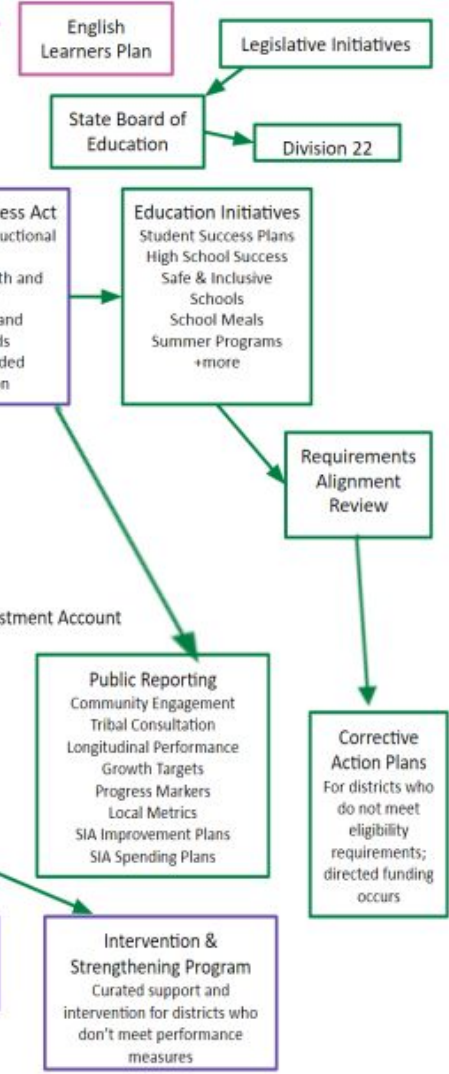 English
Learners Plan
Legislative Initiatives
State Board of
Education
Division 22
ess Act
uctional
th and
and
ls
ded
n
Education Initiatives
Student Success Plans
High School Success
Safe & Inclusive
Schools
School Meals
Summer Programs
+more
Requirements
Alignment
Review
stment Account
Public Reporting
Community Engagement
Tribal Consultation
Longitudinal Performance
Growth Targets
Progress Markers
Local Metrics
SIA Improvement Plans
SIA Spending Plans
Corrective
Action Plans
For districts who
do not meet
eligibility
requirements;
directed funding
occurs
Intervention &
Strengthening Program
Curated support and
intervention for districts who
don't meet performance
measures